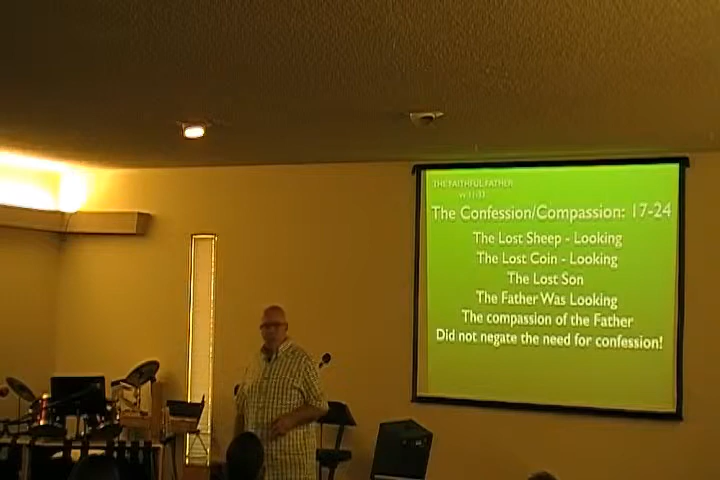 THE FAITHFUL FATHER
The Confession/Compassion: 17-24
The Lost Sheep - Looking
The Lost Coin - Looking
The Lost Son
The Father Was Looking
The compassion of the Father
Did not negate the need for confession!